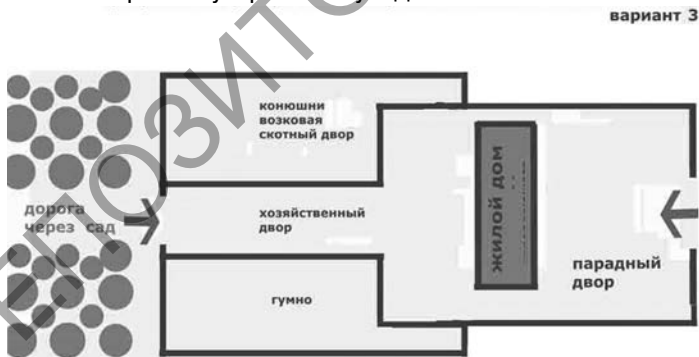 вариант 3
конюшни
возковая
скотный двор
дорога
через сад
хозяйственный
двор
жилой дом
парадный
двор
гумно